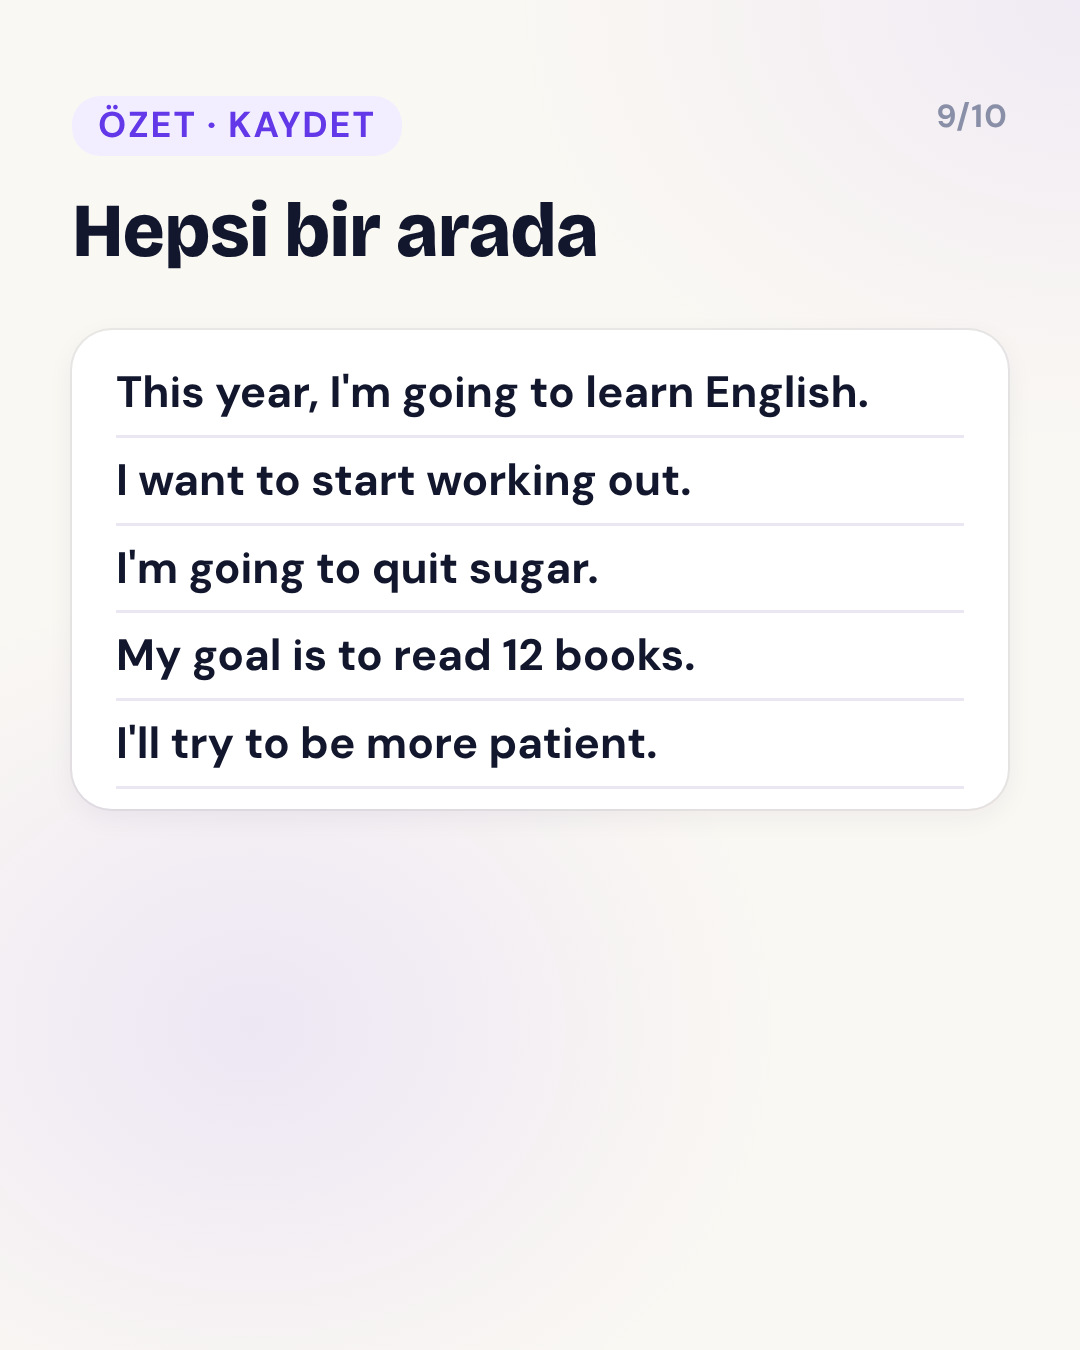 ÖZET · KAYDET
9/10
Hepsi bir arada
This year, I'm going to learn English.
I want to start working out.
I'm going to quit sugar.
My goal is to read 12 books.
I'll try to be more patient.